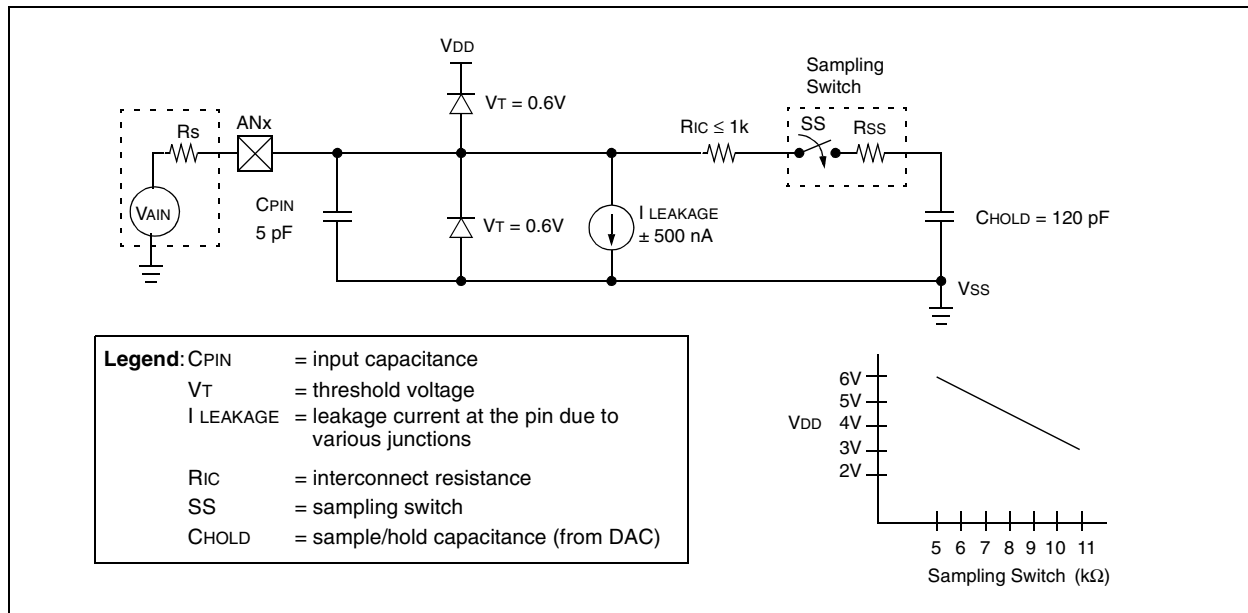 VDD
Sampling
Switch
VT = 0.6V
ANx
RIC ≤ 1k
SS
RSS
Rs
CPIN
5 pF
VAIN
VT = 0.6V
I LEAKAGE
± 500 nA
CHOLD = 120 pF
VSS
Legend: CPIN = input capacitance
VT = threshold voltage
I LEAKAGE = leakage current at the pin due to
various junctions
RIC = interconnect resistance
SS = sampling switch
CHOLD = sample/hold capacitance (from DAC)
6V
5V
VDD 4V
3V
2V
5 6 7 8 9 10 11
Sampling Switch (kΩ)